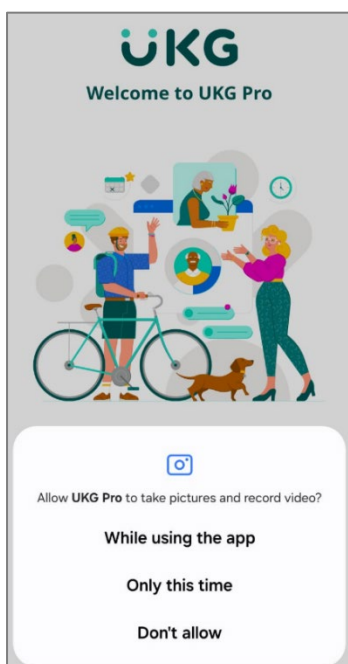 UKG
Welcome to UKG Pro
Allow UKG Pro to take pictures and record video?
While using the app
Only this time
Don't allow